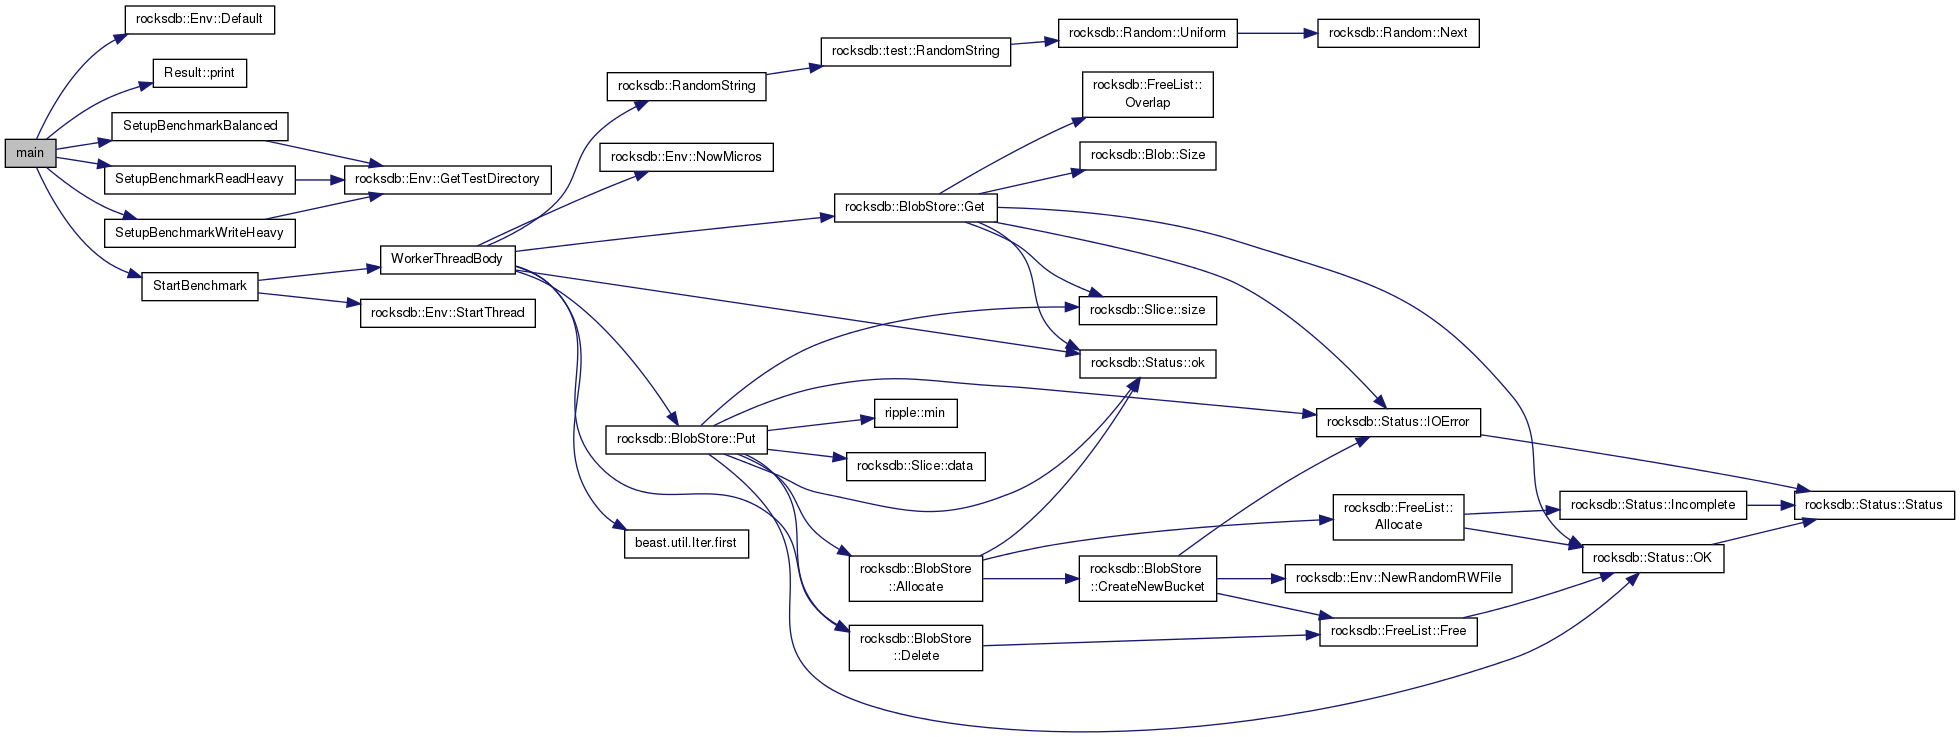 main
rocksdb::Env::Default
Result::print
SetupBenchmarkBalanced
SetupBenchmarkReadHeavy
SetupBenchmarkWriteHeavy
StartBenchmark
rocksdb::Env::GetTestDirectory
WorkerThreadBody
rocksdb::Env::StartThread
rocksdb::RandomString
rocksdb::Env::NowMicros
rocksdb::BlobStore::Put
beast.util.Iter.first
rocksdb::test::RandomString
rocksdb::BlobStore::Get
ripple::min
rocksdb::Slice::data
rocksdb::BlobStore
::Allocate
rocksdb::BlobStore
::Delete
rocksdb::Random::Uniform
rocksdb::FreeList::
Overlap
rocksdb::Blob::Size
rocksdb::Slice::size
rocksdb::Status::ok
rocksdb::BlobStore
::CreateNewBucket
rocksdb::Random::Next
rocksdb::Status::IOError
rocksdb::FreeList::
Allocate
rocksdb::Env::NewRandomRWFile
rocksdb::FreeList::Free
rocksdb::Status::Incomplete
rocksdb::Status::OK
rocksdb::Status::Status